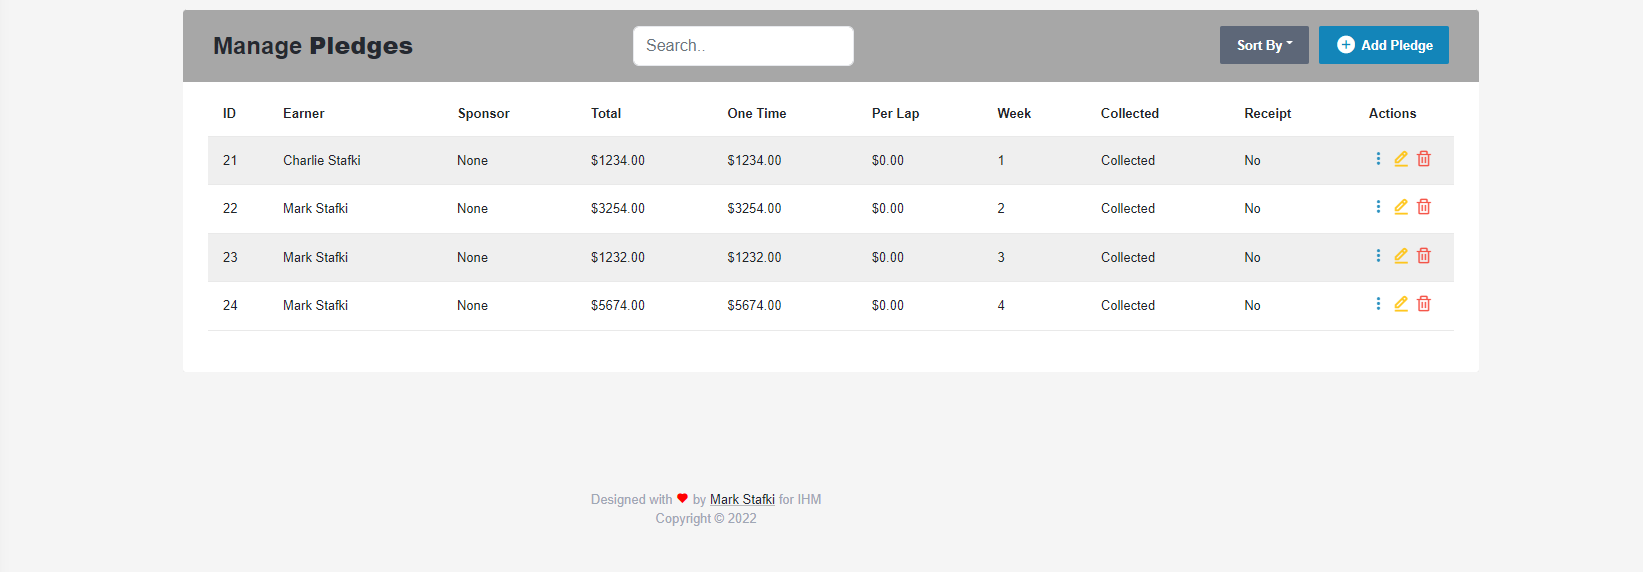 Manage Pledges Search.. Sort By Add Pledge
ID Earner Sponsor Total One Time Per Lap Week Collected Receipt Actions
21 Charlie Stafki None $1234.00 $1234.00 $0.00 1 Collected No
22 Mark Stafki None $3254.00 $3254.00 $0.00 2 Collected No
23 Mark Stafki None $1232.00 $1232.00 $0.00 3 Collected No
24 Mark Stafki None $5674.00 $5674.00 $0.00 4 Collected No
Designed with ♥ by Mark Stafki for IHM
Copyright © 2022